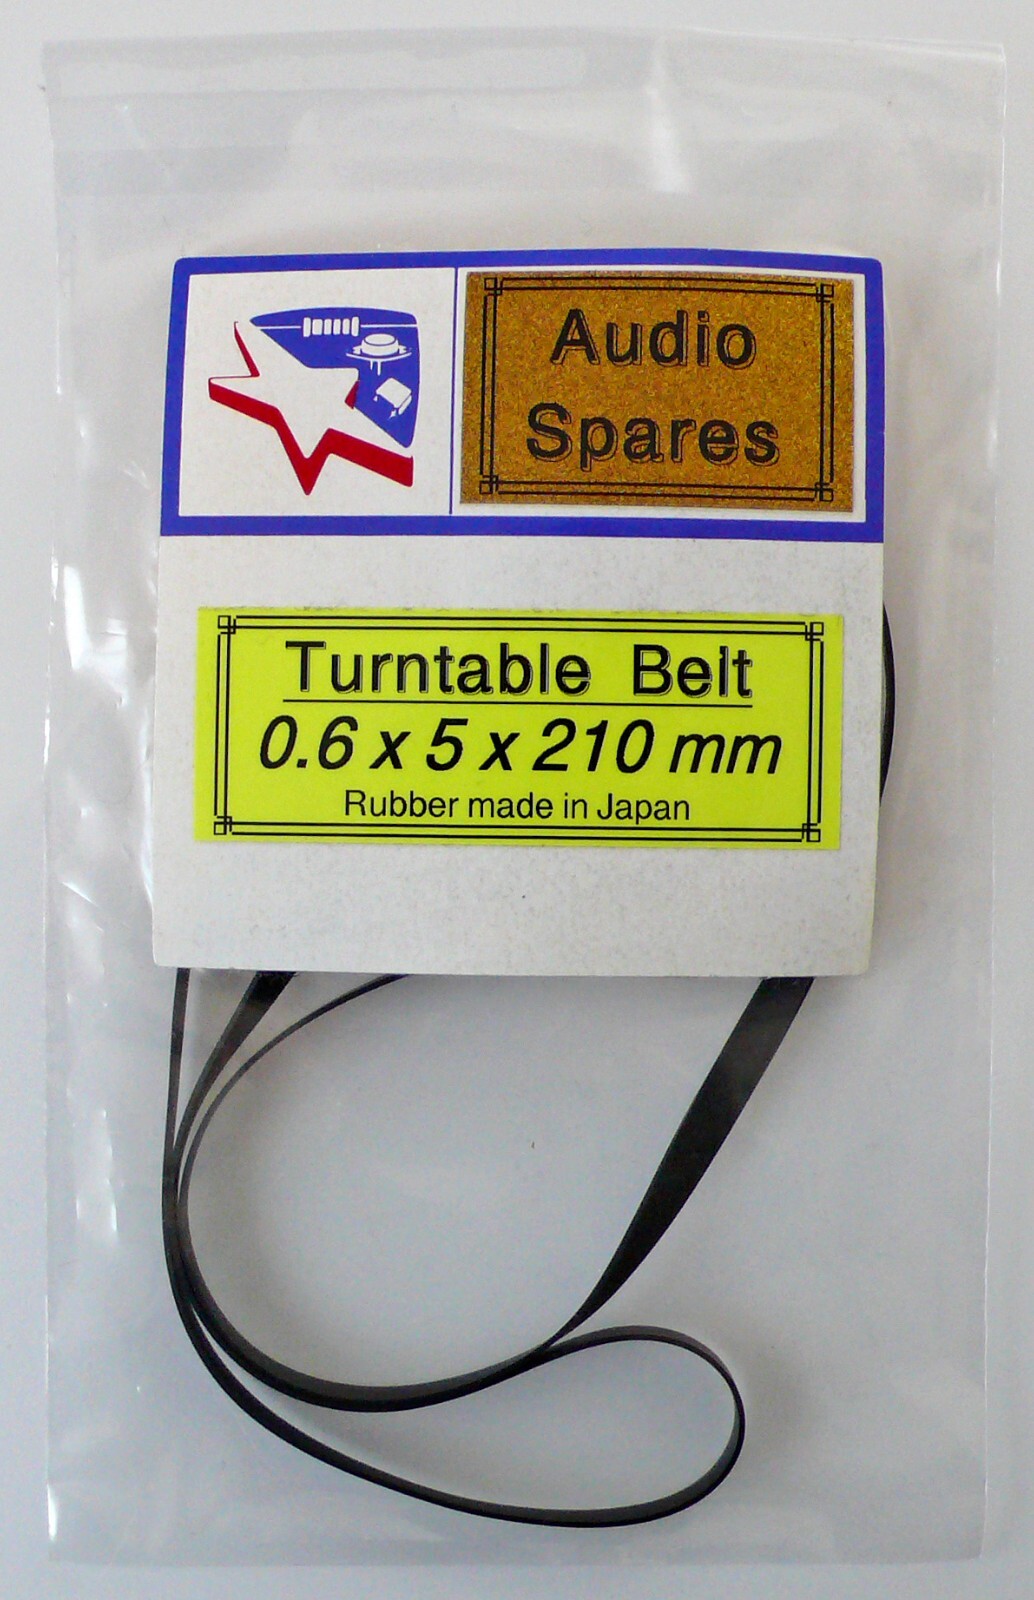 Audio
Spares
Turntable Belt
0.6 x 5 x 210 mm
Rubber made in Japan